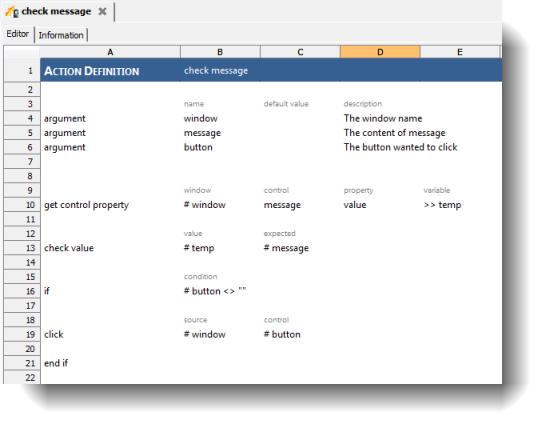 check message
Editor Information
A B C D E
1 ACTION DEFINITION check message
2
3 name default value description
4 argument window The window name
5 argument message The content of message
6 argument button The button wanted to click
7
8
9 window control property variable
10 get control property # window message value >> temp
11
12 value expected
13 check value # temp # message
14
15 condition
16 if # button <> ""
17
18 source control
19 click # window # button
20
21 end if
22